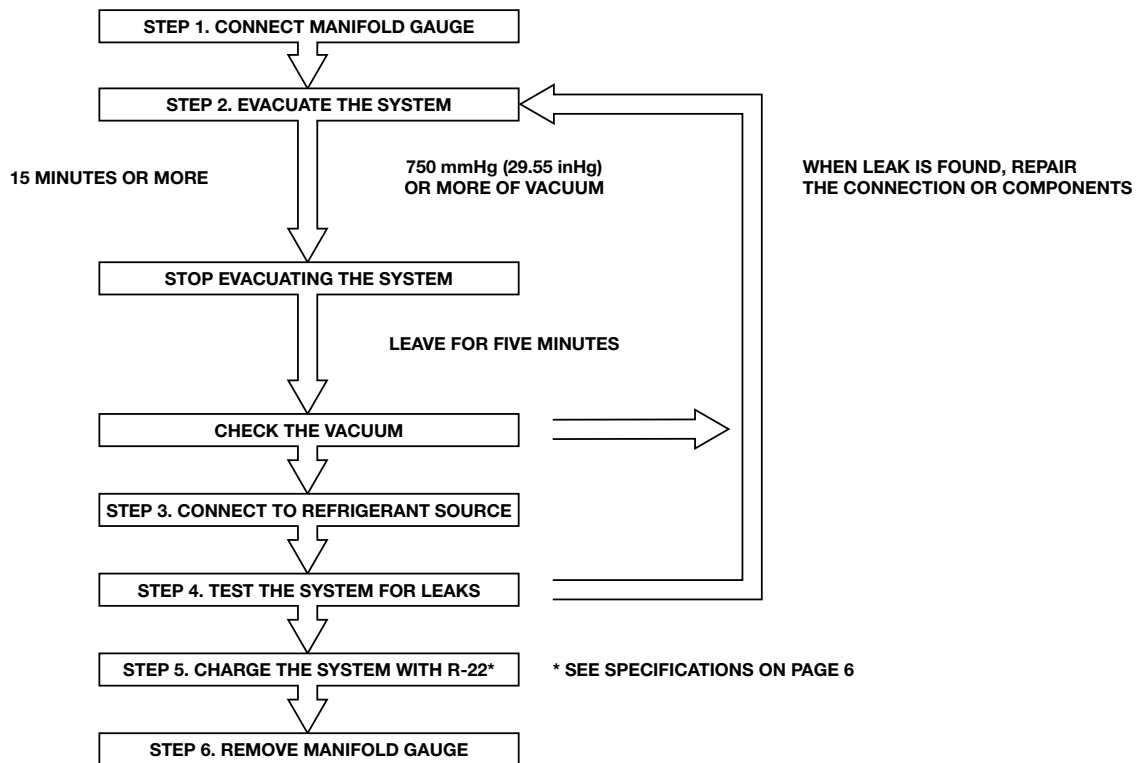 STEP 1. CONNECT MANIFOLD GAUGE
STEP 2. EVACUATE THE SYSTEM
15 MINUTES OR MORE
750 mmHg (29.55 inHg)
OR MORE OF VACUUM
WHEN LEAK IS FOUND, REPAIR
THE CONNECTION OR COMPONENTS
STOP EVACUATING THE SYSTEM
LEAVE FOR FIVE MINUTES
CHECK THE VACUUM
STEP 3. CONNECT TO REFRIGERANT SOURCE
STEP 4. TEST THE SYSTEM FOR LEAKS
STEP 5. CHARGE THE SYSTEM WITH R-22*
* SEE SPECIFICATIONS ON PAGE 6
STEP 6. REMOVE MANIFOLD GAUGE